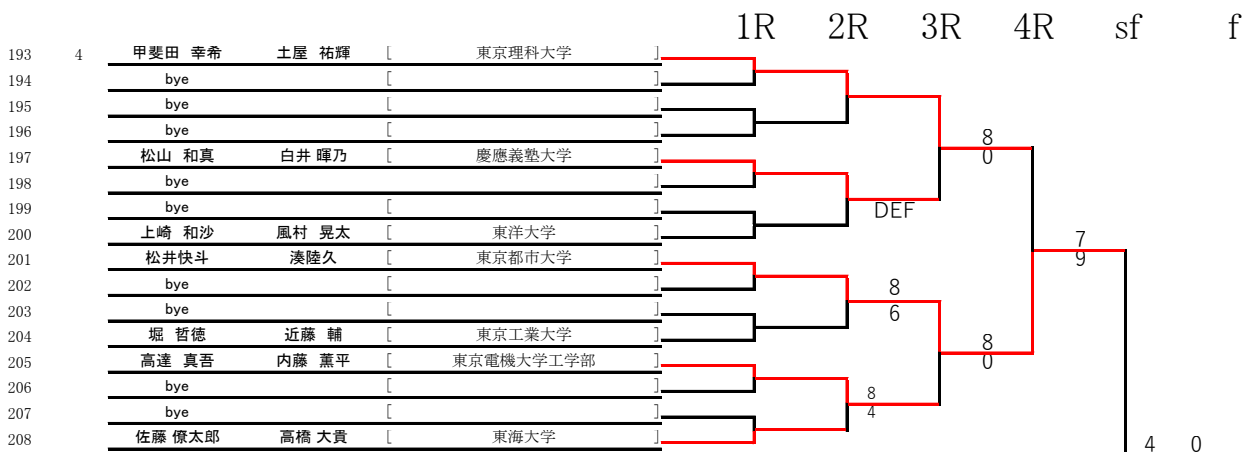 1R 2R 3R 4R sf f
193 4 甲斐田 幸希 土屋 祐輝 [ 東京理科大学 ]
194 bye [ ]
195 bye [ ]
196 bye [ ]
8
0
197 松山 和真 白井 暉乃 [ 慶應義塾大学 ]
198 bye [ ]
199 bye [ ]
DEF
200 上崎 和沙 風村 晃太 [ 東洋大学 ]
7
9
201 松井快斗 湊陸久 [ 東京都市大学 ]
202 bye [ ]
8
6
203 bye [ ]
204 堀 哲徳 近藤 輔 [ 東京工業大学 ]
8
0
205 高達 真吾 内藤 薫平 [ 東京電機大学工学部 ]
206 bye [ ]
8
4
207 bye [ ]
208 佐藤 僚太郎 高橋 大貴 [ 東海大学 ]
4 0